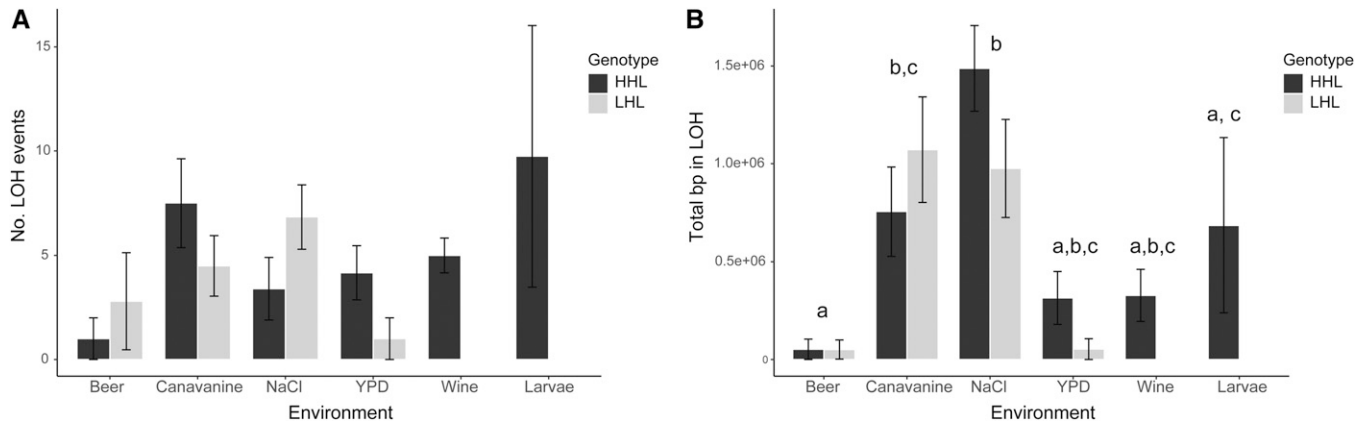 A
No. LOH events
15
10
5
0
Beer Canavanine NaCl YPD Wine Larvae
Environment
Genotype
HHL
LHL
B
Total bp in LOH
1.5e+06
1.0e+06
0.5e+06
0
a
b,c
b
a,b,c
a,b,c
a, c
Beer Canavanine NaCl YPD Wine Larvae
Environment
Genotype
HHL
LHL